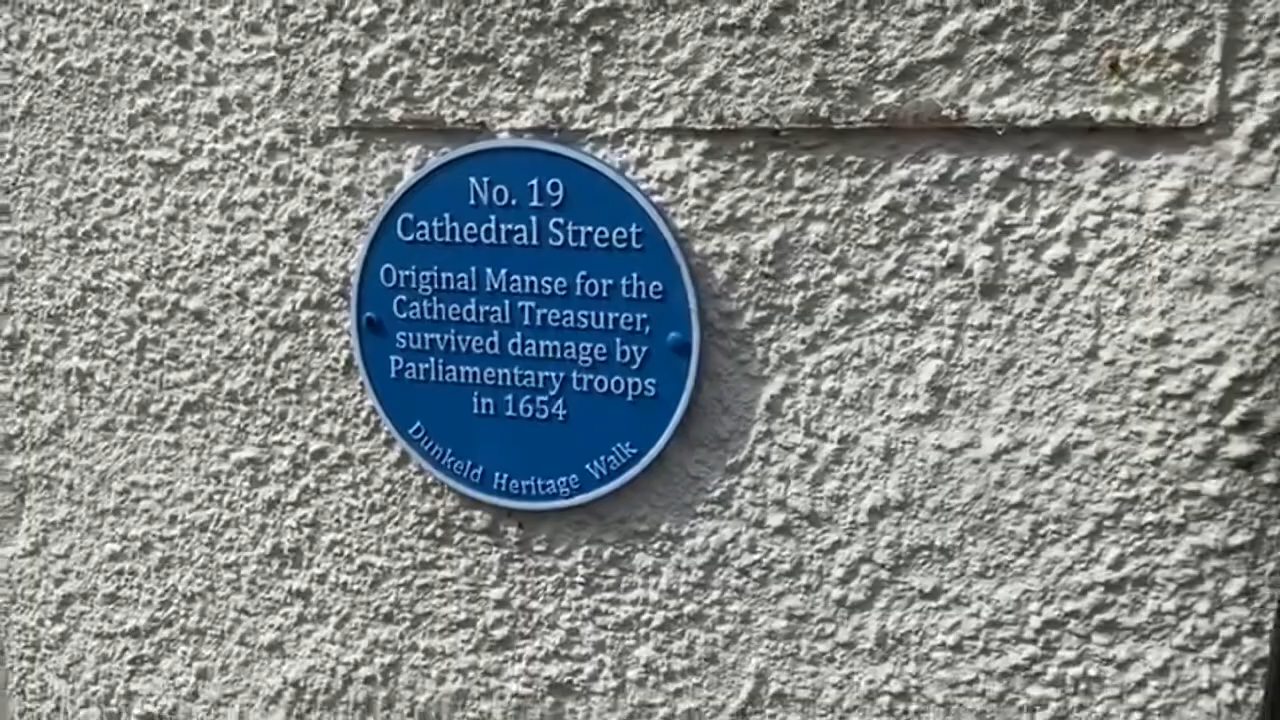 No. 19
Cathedral Street
Original Manse for the
Cathedral Treasurer,
survived damage by
Parliamentary troops
in 1654
Dunkeld Heritage Walk